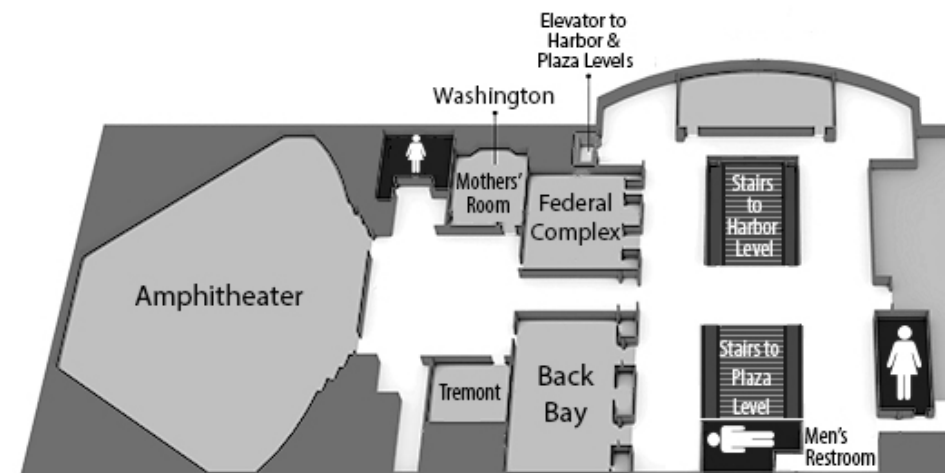 Elevator to
Harbor &
Plaza Levels
Washington
Mothers'
Room
Federal
Complex
Stairs
to
Harbor
Level
Amphitheater
Tremont
Back
Bay
Stairs to
Plaza
Level
Men's
Restroom